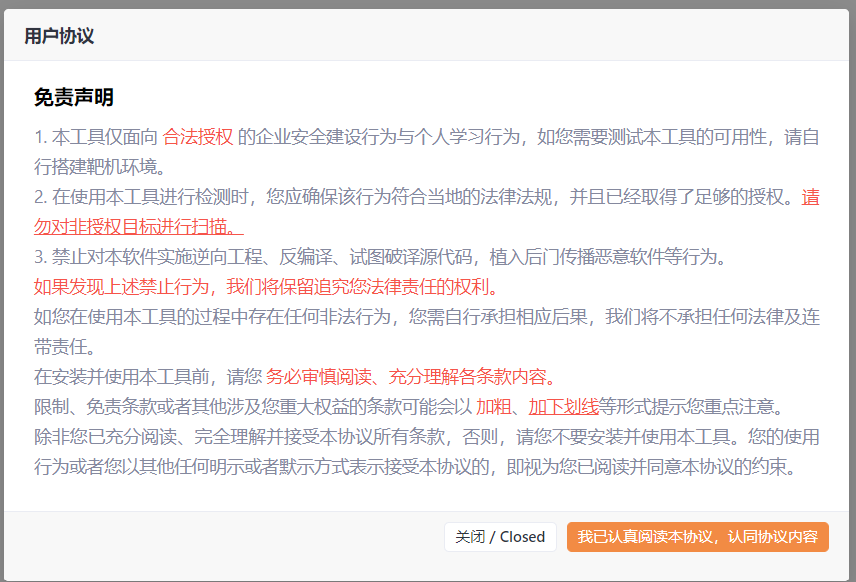 用户协议
免责声明
1. 本工具仅面向 合法授权 的企业安全建设行为与个人学习行为，如您需要测试本工具的可用性，请自
行搭建靶机环境。
2. 在使用本工具进行检测时，您应确保该行为符合当地的法律法规，并且已经取得了足够的授权。请
勿对非授权目标进行扫描。
3. 禁止对本软件实施逆向工程、反编译、试图破译源代码，植入后门传播恶意软件等行为。
如果发现上述禁止行为，我们将保留追究您法律责任的权利。
如您在使用本工具的过程中存在任何非法行为，您需自行承担相应后果，我们将不承担任何法律及连
带责任。
在安装并使用本工具前，请您 务必审慎阅读、充分理解各条款内容。
限制、免责条款或者其他涉及您重大权益的条款可能会以 加粗、加下划线等形式提示您重点注意。
除非您已充分阅读、完全理解并接受本协议所有条款，否则，请您不要安装并使用本工具。您的使用
行为或者您以其他任何明示或者默示方式表示接受本协议的，即视为您已阅读并同意本协议的约束。
关闭 / Closed
我已认真阅读本协议，认同协议内容